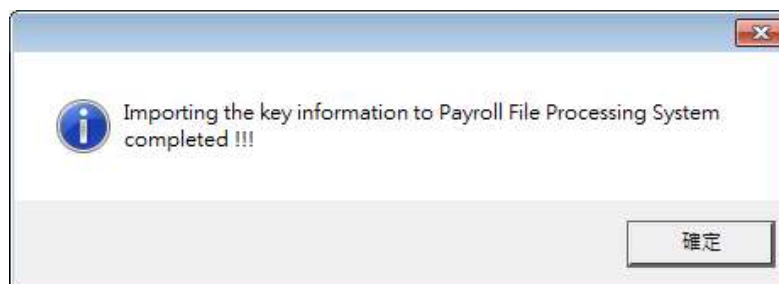 Importing the key information to Payroll File Processing System
completed !!!
確定